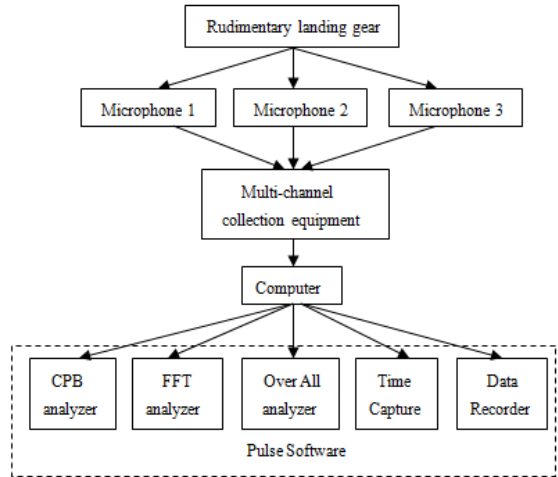 Rudimentary landing gear
Microphone 1
Microphone 2
Microphone 3
Multi-channel
collection equipment
Computer
CPB
analyzer
FFT
analyzer
Over All
analyzer
Time
Capture
Data
Recorder
Pulse Software